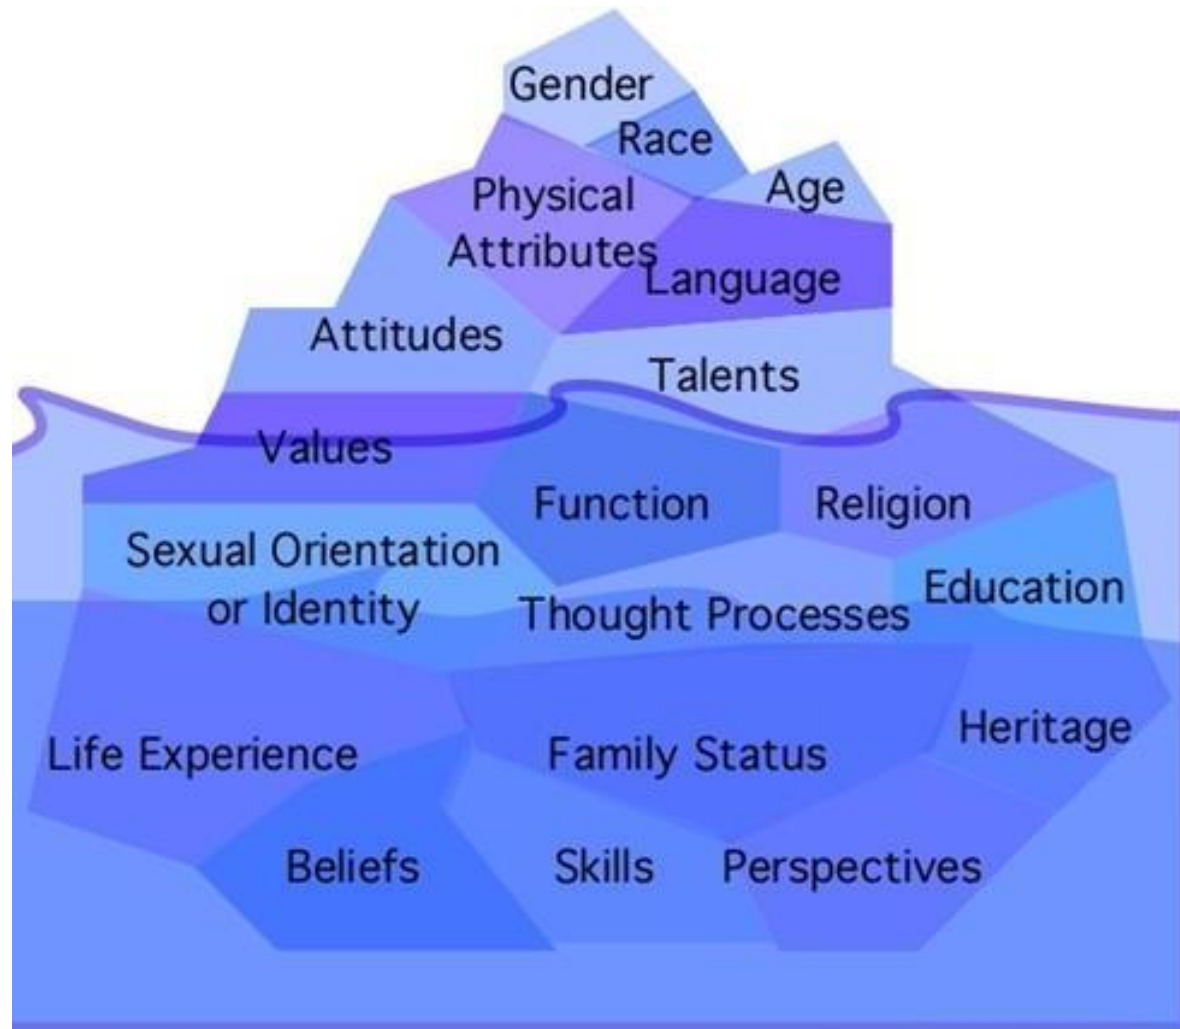 Gender
Race
Age
Physical
Attributes
Language
Attitudes
Talents
Values
Function
Religion
Sexual Orientation
or Identity
Thought Processes
Education
Life Experience
Family Status
Heritage
Beliefs
Skills
Perspectives